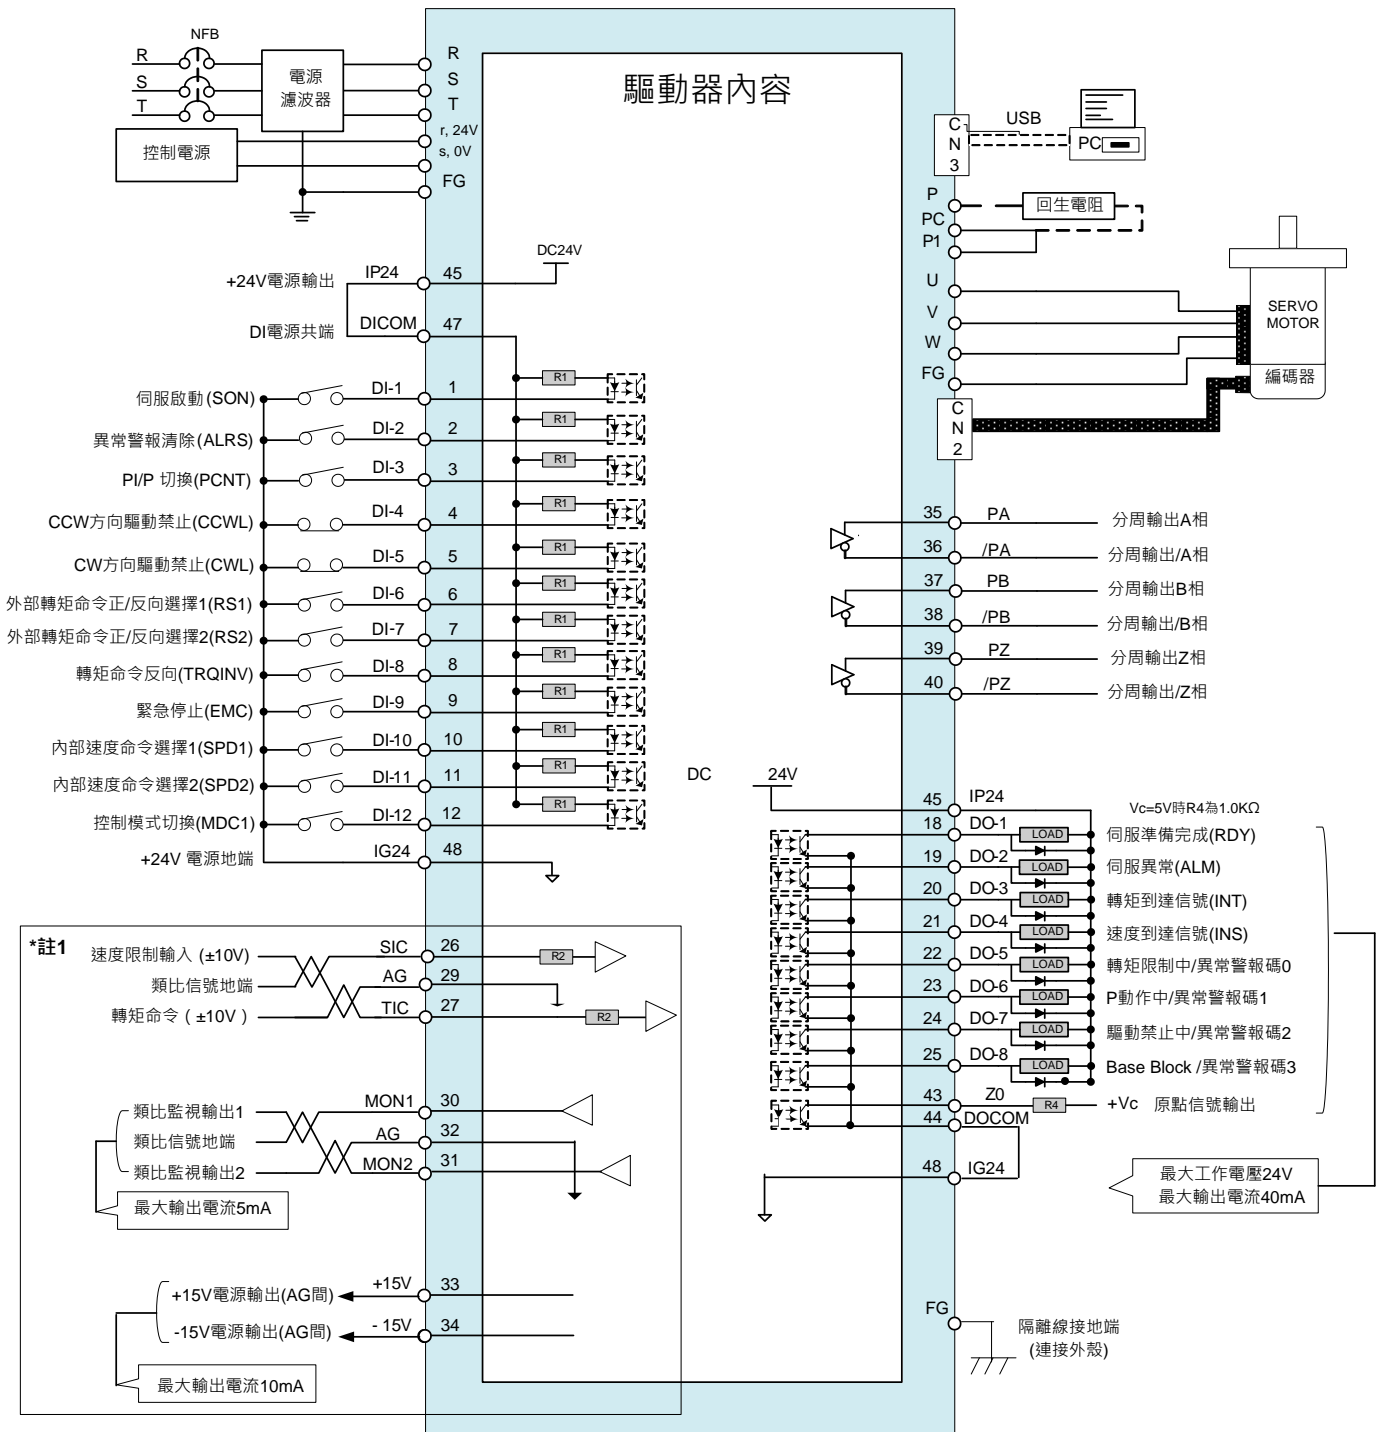 NFB
R
S
T
電源
濾波器
控制電源
R
S
T
r, 24V
s, 0V
FG
驅動器內容
C
N
3
USB
PC
P
PC
P1
回生電阻
U
V
W
FG
SERVO
MOTOR
編碼器
C
N
2
DC24V
+24V電源輸出 IP24 45
DI電源共端 DICOM 47
伺服啟動(SON) DI-1 1 R1
異常警報清除(ALRS) DI-2 2 R1
PI/P 切換(PCNT) DI-3 3 R1
CCW方向驅動禁止(CCWL) DI-4 4 R1
CW方向驅動禁止(CWL) DI-5 5 R1
外部轉矩命令正/反向選擇1(RS1) DI-6 6 R1
外部轉矩命令正/反向選擇2(RS2) DI-7 7 R1
轉矩命令反向(TRQINV) DI-8 8 R1
緊急停止(EMC) DI-9 9 R1
內部速度命令選擇1(SPD1) DI-10 10 R1
內部速度命令選擇2(SPD2) DI-11 11 R1
控制模式切換(MDC1) DI-12 12 R1
+24V 電源地端 IG24 48
35 PA 分周輸出A相
36 /PA 分周輸出/A相
37 PB 分周輸出B相
38 /PB 分周輸出/B相
39 PZ 分周輸出Z相
40 /PZ 分周輸出/Z相
DC 24V
45 IP24
Vc=5V時R4為1.0KΩ
18 DO-1 LOAD 伺服準備完成(RDY)
19 DO-2 LOAD 伺服異常(ALM)
20 DO-3 LOAD 轉矩到達信號(INT)
21 DO-4 LOAD 速度到達信號(INS)
22 DO-5 LOAD 轉矩限制中/異常警報碼0
23 DO-6 LOAD P動作中/異常警報碼1
24 DO-7 LOAD 驅動禁止中/異常警報碼2
25 DO-8 LOAD Base Block /異常警報碼3
43 Z0 R4 +Vc 原點信號輸出
44 DOCOM
48 IG24
最大工作電壓24V
最大輸出電流40mA
*註1
速度限制輸入 (±10V) SIC 26 R2
類比信號地端 AG 29
轉矩命令 ( ±10V ) TIC 27 R2
類比監視輸出1 MON1 30
類比信號地端 AG 32
類比監視輸出2 MON2 31
最大輸出電流5mA
+15V電源輸出(AG間) +15V 33
-15V電源輸出(AG間) - 15V 34
最大輸出電流10mA
FG
隔離線接地端
(連接外殼)